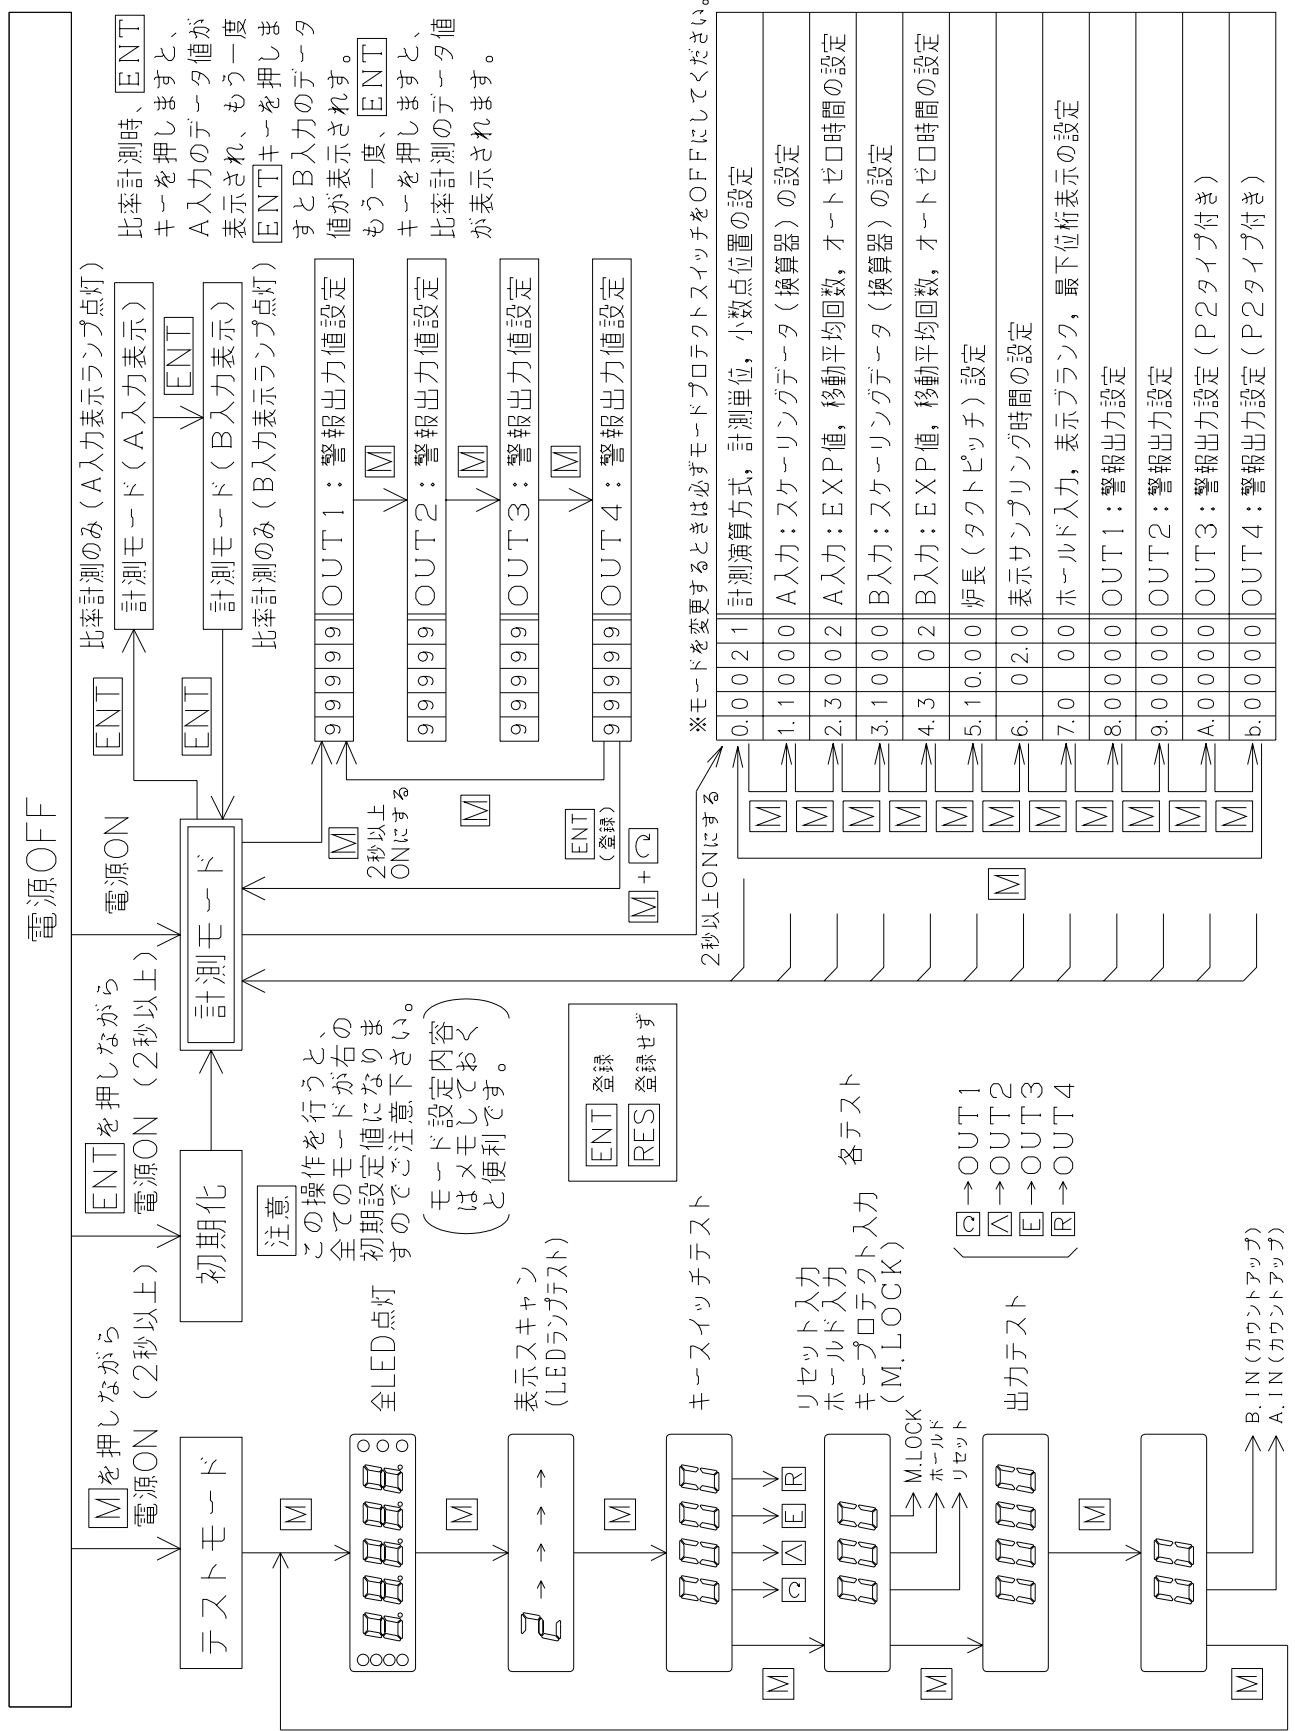 電源OFF
Mを押しながら
電源ON（2秒以上）
ENTを押しながら
電源ON（2秒以上）
電源ON
テストモード
初期化
計測モード
注意
この操作を行うと、
全てのモードが右の
初期設定値になりま
すのでご注意下さい。
（モード設定内容
はメモしておく
と便利です。）
M
全LED点灯
8.8.8.8.8.
M
表示スキャン
(LEDランプテスト)
2→→→→
M
キースイッチテスト
0 0 0 0
∧ E R
M
リセット入力
ホールド入力
キープロテクト入力
(M.LOCK)
各テスト
0 0 0
M.LOCK
ホールド
リセット
M
出力テスト
0 0 0 0
→OUT1
∧→OUT2
E→OUT3
R→OUT4
M
0 0
B.IN(カウントアップ)
A.IN(カウントアップ)
M
ENT 登録
RES 登録せず
ENT
ENT
比率計測のみ（A入力表示ランプ点灯）
計測モード（A入力表示）
ENT
計測モード（B入力表示）
比率計測のみ（B入力表示ランプ点灯）
比率計測時、ENT
キーを押しますと、
A入力のデータ値が
表示され、もう一度
ENTキーを押しま
すとB入力のデータ
値が表示されす。
もう一度、ENT
キーを押しますと、
比率計測のデータ値
が表示されます。
M
2秒以上
ONにする
99999 OUT1：警報出力値設定
M
99999 OUT2：警報出力値設定
M
99999 OUT3：警報出力値設定
M
99999 OUT4：警報出力値設定
M
ENT
(登録)
M+
2秒以上ONにする
※モードを変更するときは必ずモードプロテクトスイッチをOFFにしてください。
0.0021 計測演算方式，計測単位，小数点位置の設定
M
1.1000 A入力：スケーリングデータ（換算器）の設定
M
2.3002 A入力：EXP値，移動平均回数，オートゼロ時間の設定
M
3.1000 B入力：スケーリングデータ（換算器）の設定
M
4.3 02 B入力：EXP値，移動平均回数，オートゼロ時間の設定
M
5.10.00 炉長（タクトピッチ）設定
M
6. 02.0 表示サンプリング時間の設定
M
7.0 00 ホールド入力，表示ブランク，最下位桁表示の設定
M
8.0000 OUT1：警報出力設定
M
9.0000 OUT2：警報出力設定
M
A.0000 OUT3：警報出力設定（P2タイプ付き）
M
b.0000 OUT4：警報出力設定（P2タイプ付き）
M